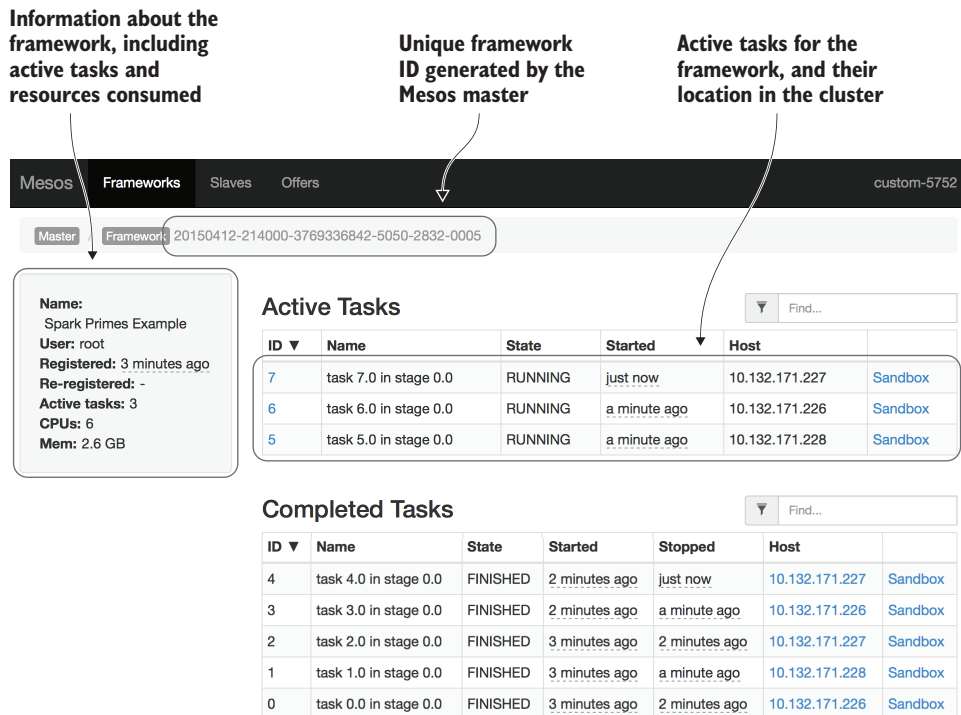 Information about the
framework, including
active tasks and
resources consumed
Unique framework
ID generated by the
Mesos master
Active tasks for the
framework, and their
location in the cluster
Mesos Frameworks Slaves Offers custom-5752
Master / Framework 20150412-214000-3769336842-5050-2832-0005
Name:
Spark Primes Example
User: root
Registered: 3 minutes ago
Re-registered: -
Active tasks: 3
CPUs: 6
Mem: 2.6 GB
Active Tasks Find...
ID ▼ Name State Started Host
7 task 7.0 in stage 0.0 RUNNING just now 10.132.171.227 Sandbox
6 task 6.0 in stage 0.0 RUNNING a minute ago 10.132.171.226 Sandbox
5 task 5.0 in stage 0.0 RUNNING a minute ago 10.132.171.228 Sandbox
Completed Tasks Find...
ID ▼ Name State Started Stopped Host
4 task 4.0 in stage 0.0 FINISHED 2 minutes ago just now 10.132.171.227 Sandbox
3 task 3.0 in stage 0.0 FINISHED 2 minutes ago a minute ago 10.132.171.226 Sandbox
2 task 2.0 in stage 0.0 FINISHED 3 minutes ago 2 minutes ago 10.132.171.227 Sandbox
1 task 1.0 in stage 0.0 FINISHED 3 minutes ago a minute ago 10.132.171.228 Sandbox
0 task 0.0 in stage 0.0 FINISHED 3 minutes ago 2 minutes ago 10.132.171.226 Sandbox